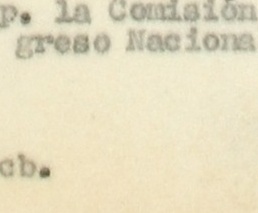 p. la Comisión
greso Naciona
cb.